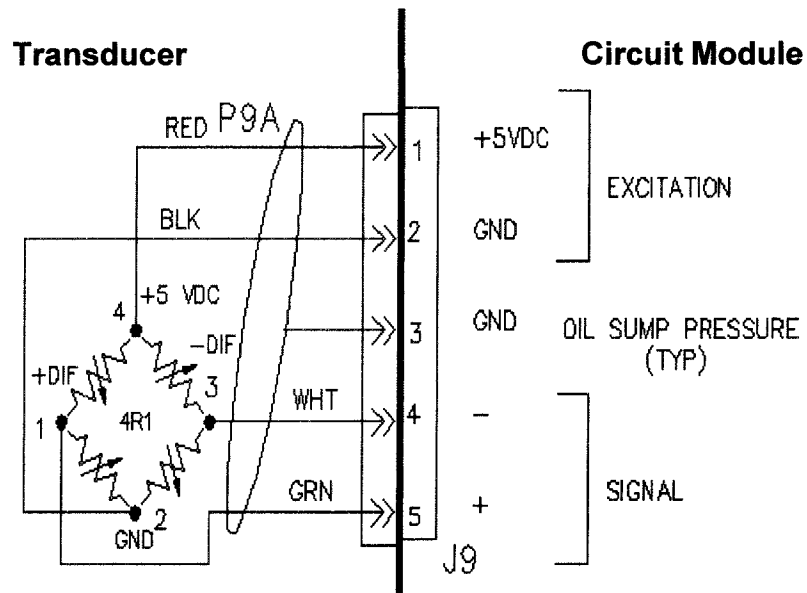 Transducer
Circuit Module
RED
P9A
1
+5VDC
EXCITATION
BLK
2
GND
4
+5 VDC
3
GND
OIL SUMP PRESSURE
(TYP)
-DIF
+DIF
3
WHT
4
-
1
4R1
SIGNAL
GRN
5
+
2
GND
J9